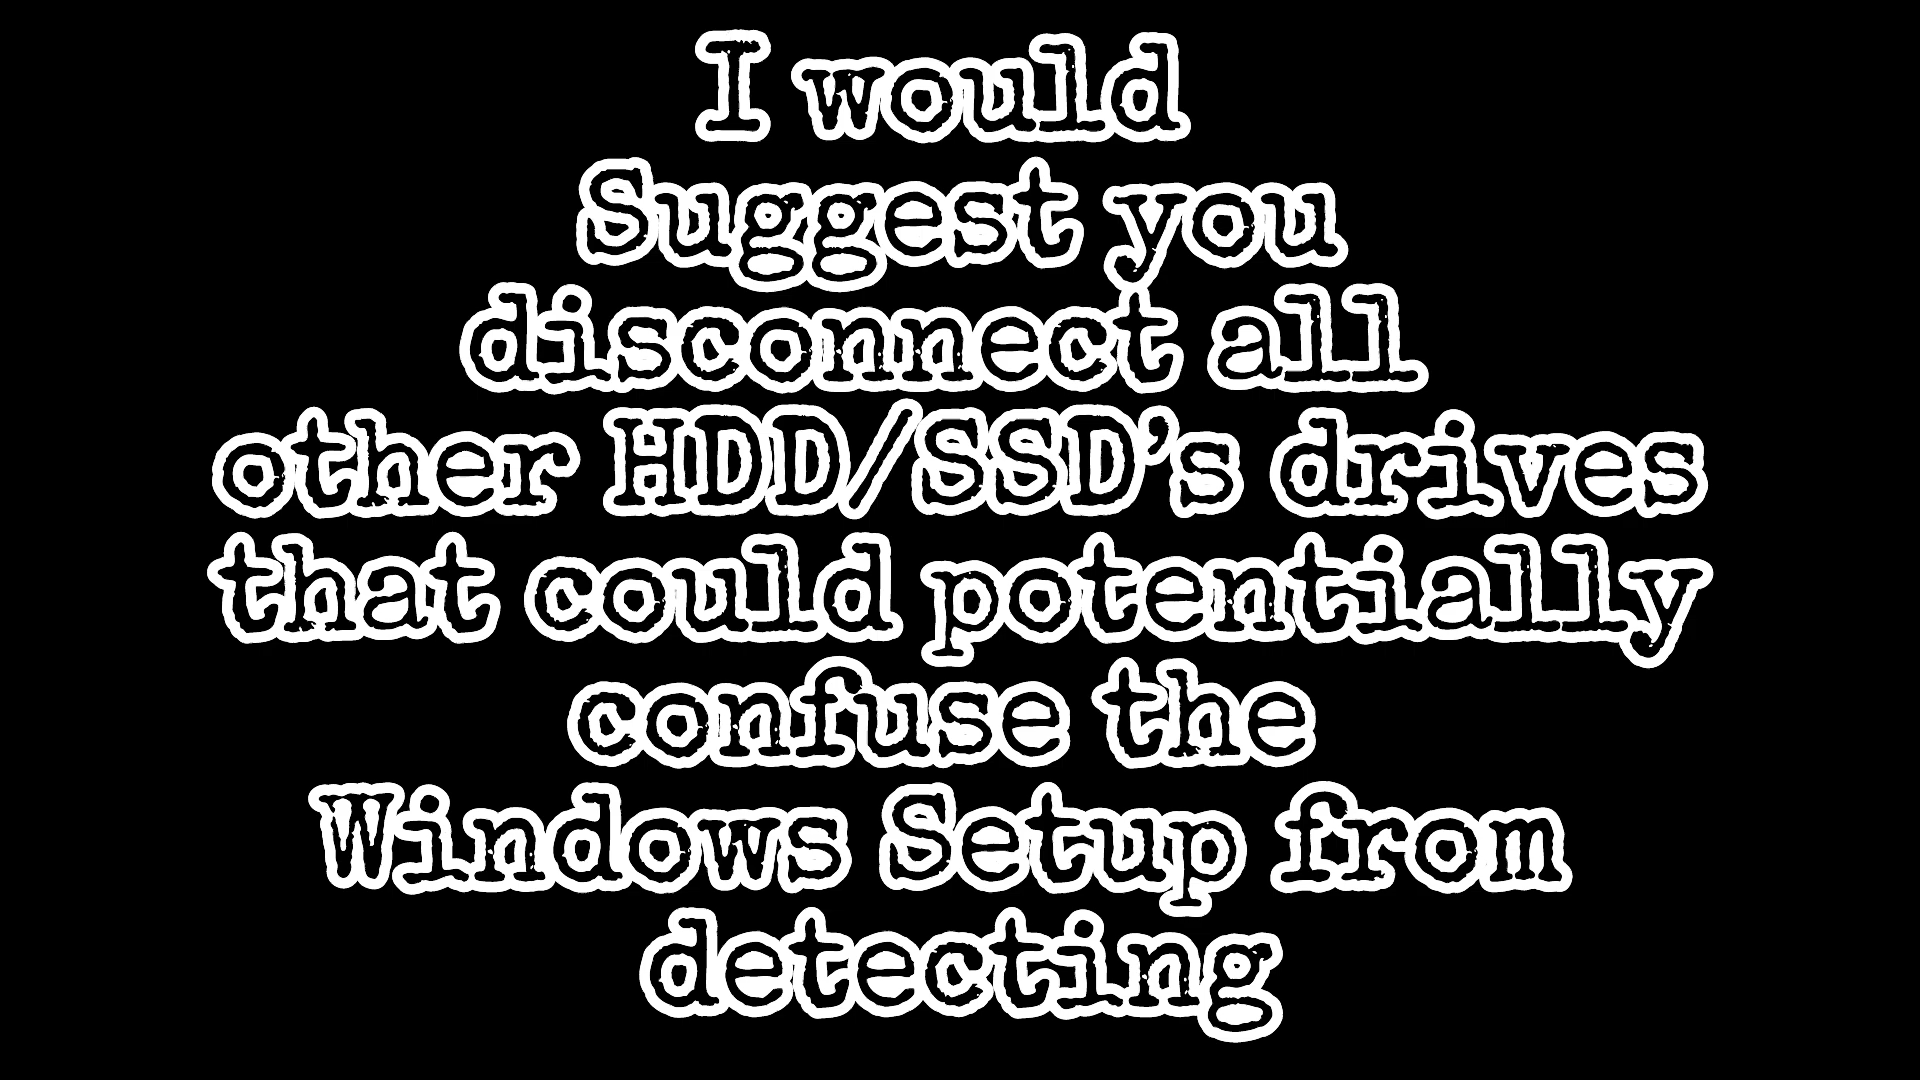 I would
Suggest you
disconnect all
other HDD/SSD's drives
that could potentially
confuse the
Windows Setup from
detecting